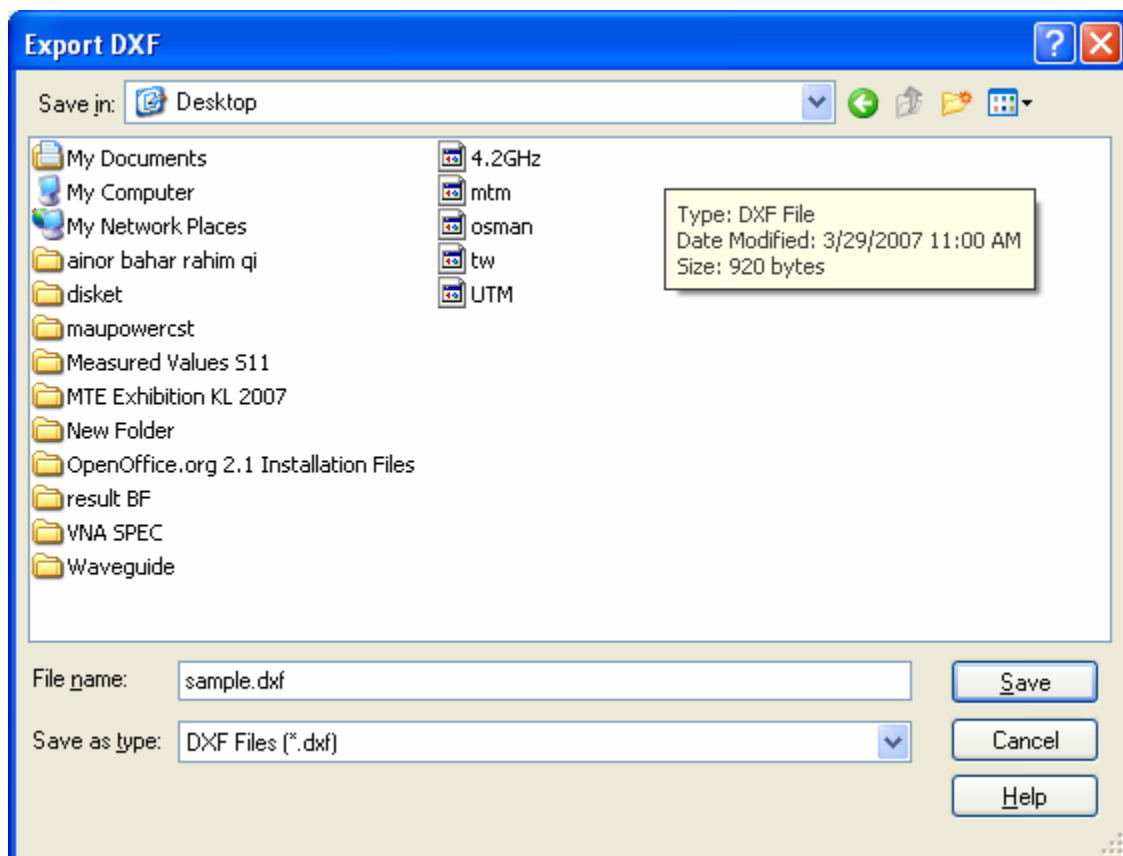 Export DXF
Save in: Desktop
My Documents
My Computer
My Network Places
ainor bahar rahim qi
disket
maupowercst
Measured Values S11
MTE Exhibition KL 2007
New Folder
OpenOffice.org 2.1 Installation Files
result BF
VNA SPEC
Waveguide
4.2GHz
mtm
osman
tw
UTM
Type: DXF File
Date Modified: 3/29/2007 11:00 AM
Size: 920 bytes
File name: sample.dxf
Save
Save as type: DXF Files (*.dxf)
Cancel
Help